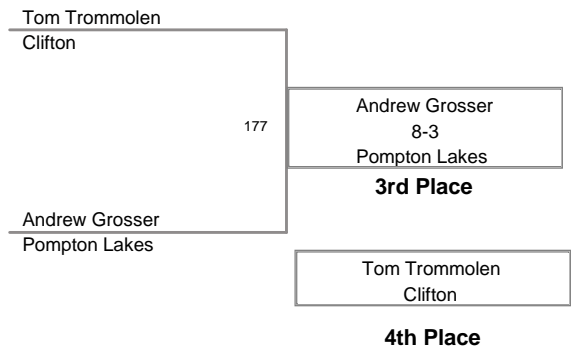 Tom Trommolen
Clifton
177
Andrew Grosser
8-3
Pompton Lakes
3rd Place
Andrew Grosser
Pompton Lakes
Tom Trommolen
Clifton
4th Place